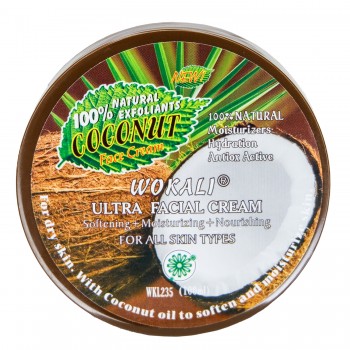 NEW!
100% NATURAL
EXFOLIANTS
COCONUT
Face Cream
100% NATURAL
Moisturizers
Hydration
Antiox Active
WOKALI®
ULTRA FACIAL CREAM
Softening+Moisturizing+Nourishing
FOR ALL SKIN TYPES
WKL235
For dry skin. With Coconut oil to soften and moisturize